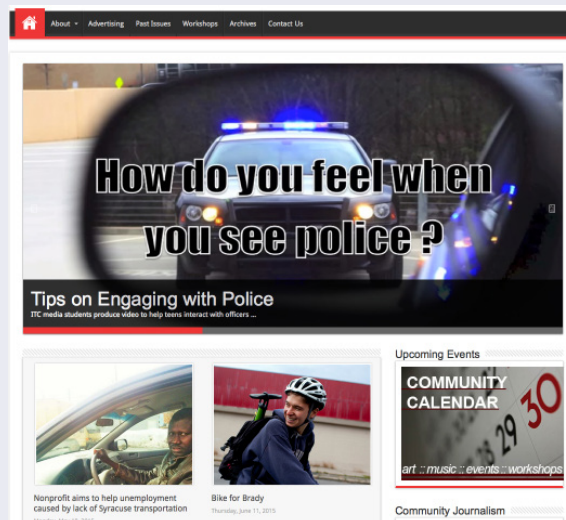 About Advertising Past Issues Workshops Archives Contact Us
How do you feel when
you see police ?
Tips on Engaging with Police
ITC media students produce video to help teens interact with officers ...
Upcoming Events
COMMUNITY
CALENDAR
29 30
art :: music :: events :: workshops
Nonprofit aims to help unemployment
caused by lack of Syracuse transportation
Bike for Brady
Thursday, June 11, 2015
Community Journalism